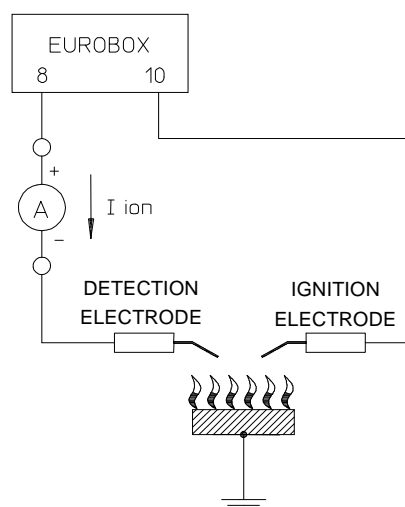 EUROBOX
8 10
+
A I ion
-
DETECTION ELECTRODE
IGNITION ELECTRODE